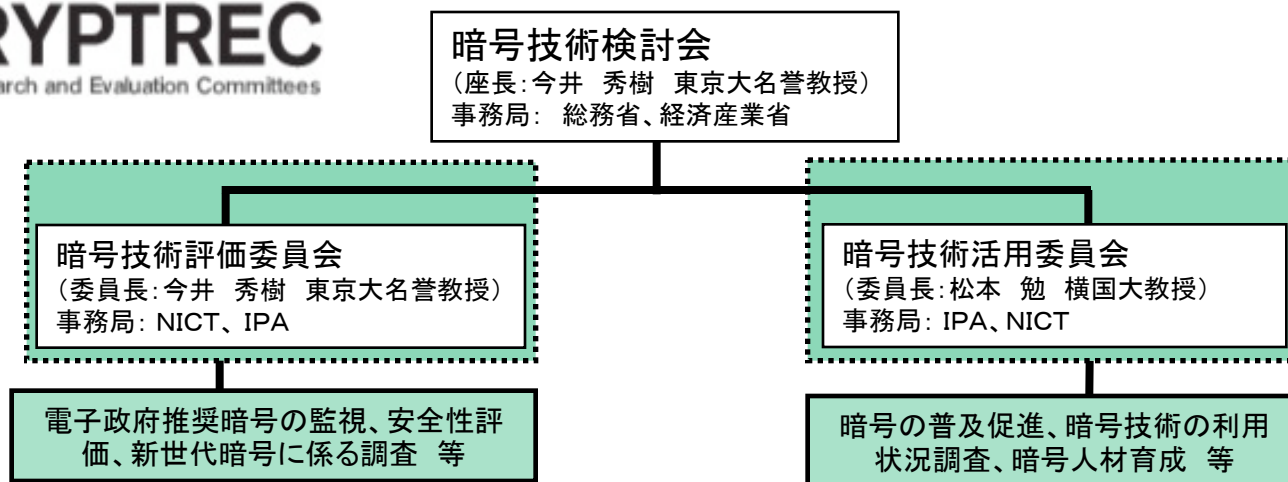 RYPTREC
arch and Evaluation Committees
暗号技術検討会
（座長：今井　秀樹　東京大名誉教授）
事務局：　総務省、経済産業省
暗号技術評価委員会
（委員長：今井　秀樹　東京大名誉教授）
事務局：NICT、IPA
暗号技術活用委員会
（委員長：松本　勉　横国大教授）
事務局：IPA、NICT
電子政府推奨暗号の監視、安全性評
価、新世代暗号に係る調査　等
暗号の普及促進、暗号技術の利用
状況調査、暗号人材育成　等